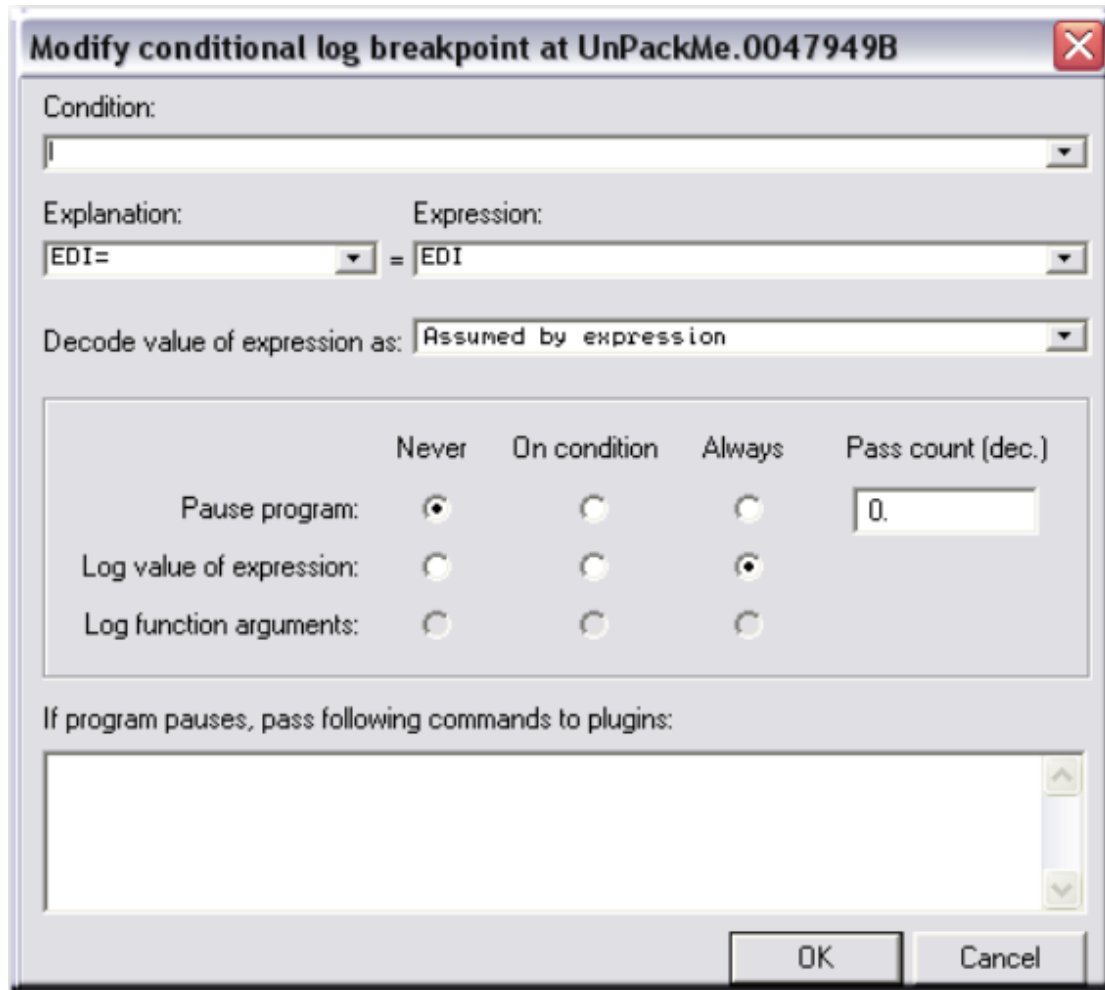 Modify conditional log breakpoint at UnPackMe.0047949B
Condition:
Explanation: Expression:
EDI= = EDI
Decode value of expression as: Assumed by expression
Never On condition Always Pass count (dec.)
Pause program: 0.
Log value of expression:
Log function arguments:
If program pauses, pass following commands to plugins:
OK Cancel